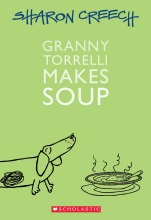 SHARON CREECH
GRANNY
TORRELLI
MAKES
SOUP
SCHOLASTIC